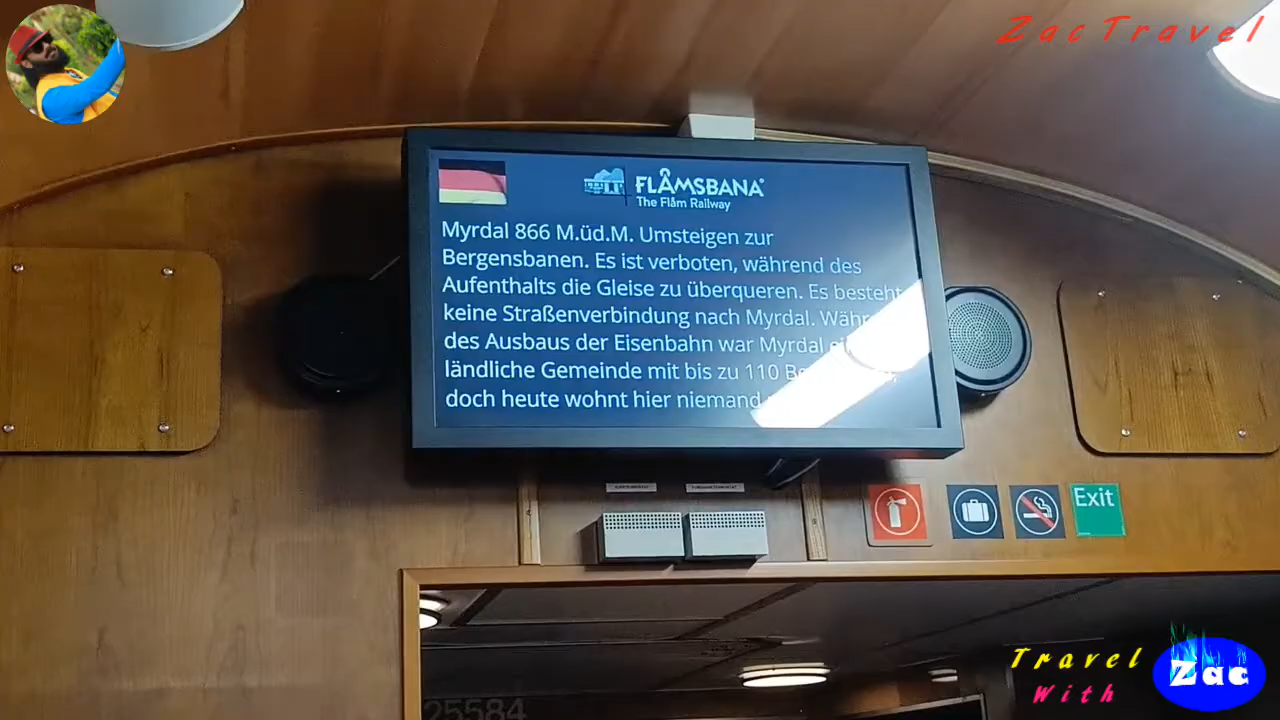 ZacTravel
FLÅMSBANA
The Flåm Railway
Myrdal 866 M.üd.M. Umsteigen zur
Bergensbanen. Es ist verboten, während des
Aufenthalts die Gleise zu überqueren. Es besteht
keine Straßenverbindung nach Myrdal.
des Ausbaus der Eisenbahn war Myrdal
ländliche Gemeinde mit bis zu 110
doch heute wohnt hier niemand
Exit
25584
Travel
With
Zac